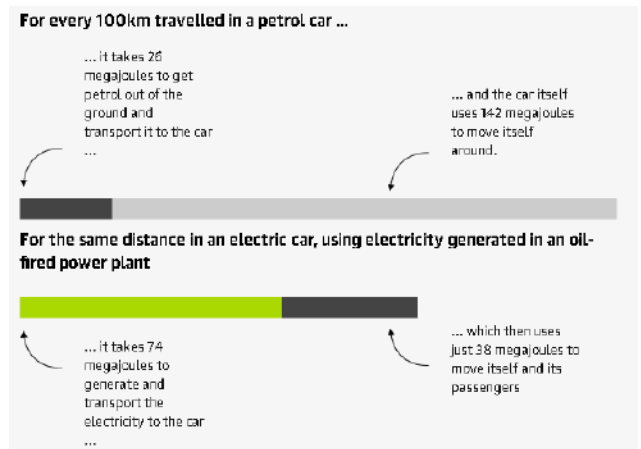 For every 100km travelled in a petrol car ...
... it takes 26
megajoules to get
petrol out of the
ground and
transport it to the car
...
... and the car itself
uses 142 megajoules
to move itself
around.
For the same distance in an electric car, using electricity generated in an oil-
fired power plant
... it takes 74
megajoules to
generate and
transport the
electricity to the car
...
... which then uses
just 38 megajoules to
move itself and its
passengers